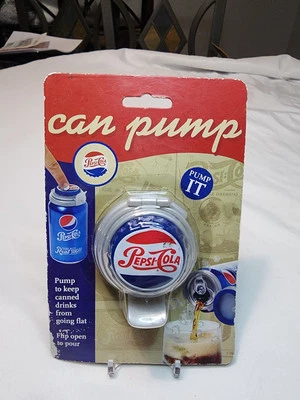 can pump
Pepsi-Cola
PUMP
IT
PEPSI-COLA
Pump
to keep
canned
drinks
from
going flat
Flip open
to pour